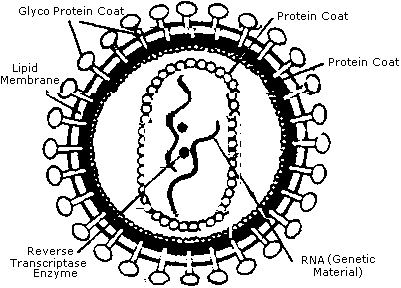 Glyco Protein Coat
Protein Coat
Protein Coat
Lipid
Membrane
Reverse
Transcriptase
Enzyme
RNA (Genetic
Material)